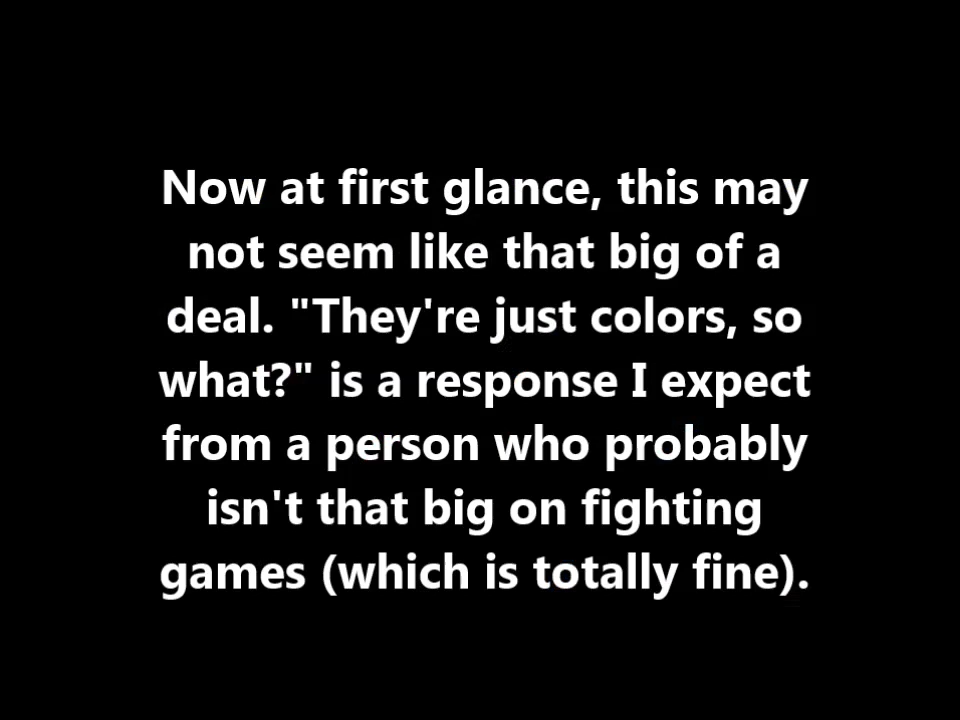 Now at first glance, this may
not seem like that big of a
deal. "They're just colors, so
what?" is a response I expect
from a person who probably
isn't that big on fighting
games (which is totally fine).